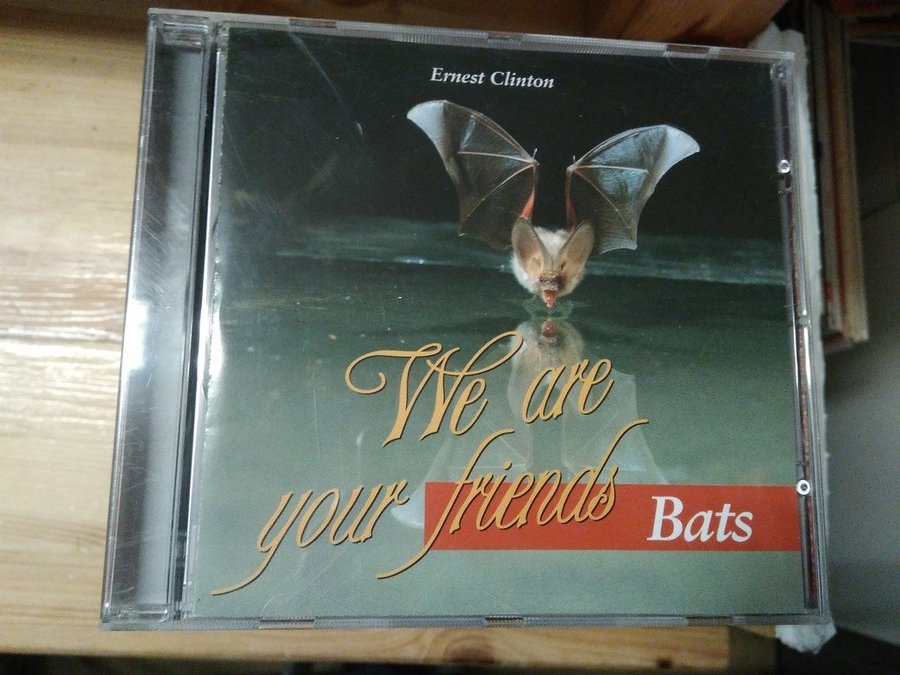 Ernest Clinton
We are
your friends
Bats